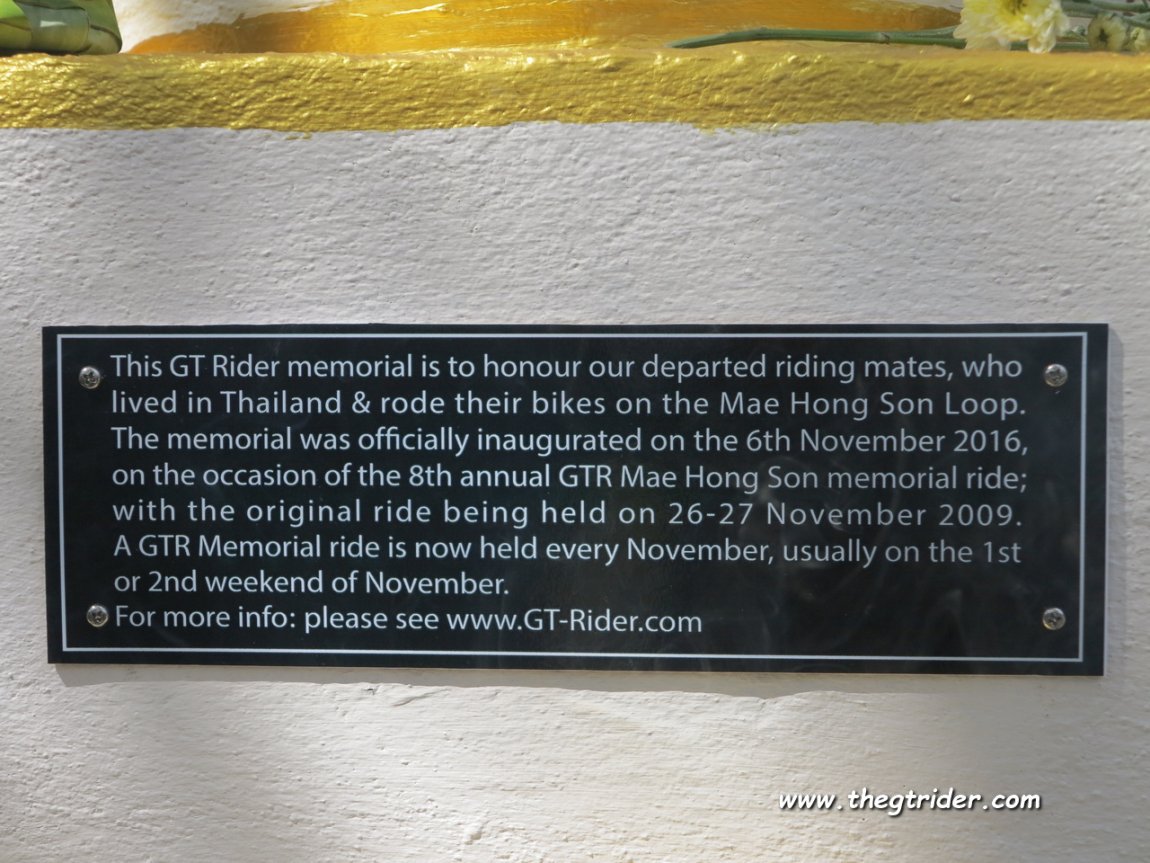 This GT Rider memorial is to honour our departed riding mates, who
lived in Thailand & rode their bikes on the Mae Hong Son Loop.
The memorial was officially inaugurated on the 6th November 2016,
on the occasion of the 8th annual GTR Mae Hong Son memorial ride;
with the original ride being held on 26-27 November 2009.
A GTR Memorial ride is now held every November, usually on the 1st
or 2nd weekend of November.
For more info: please see www.GT-Rider.com
www.thegtrider.com